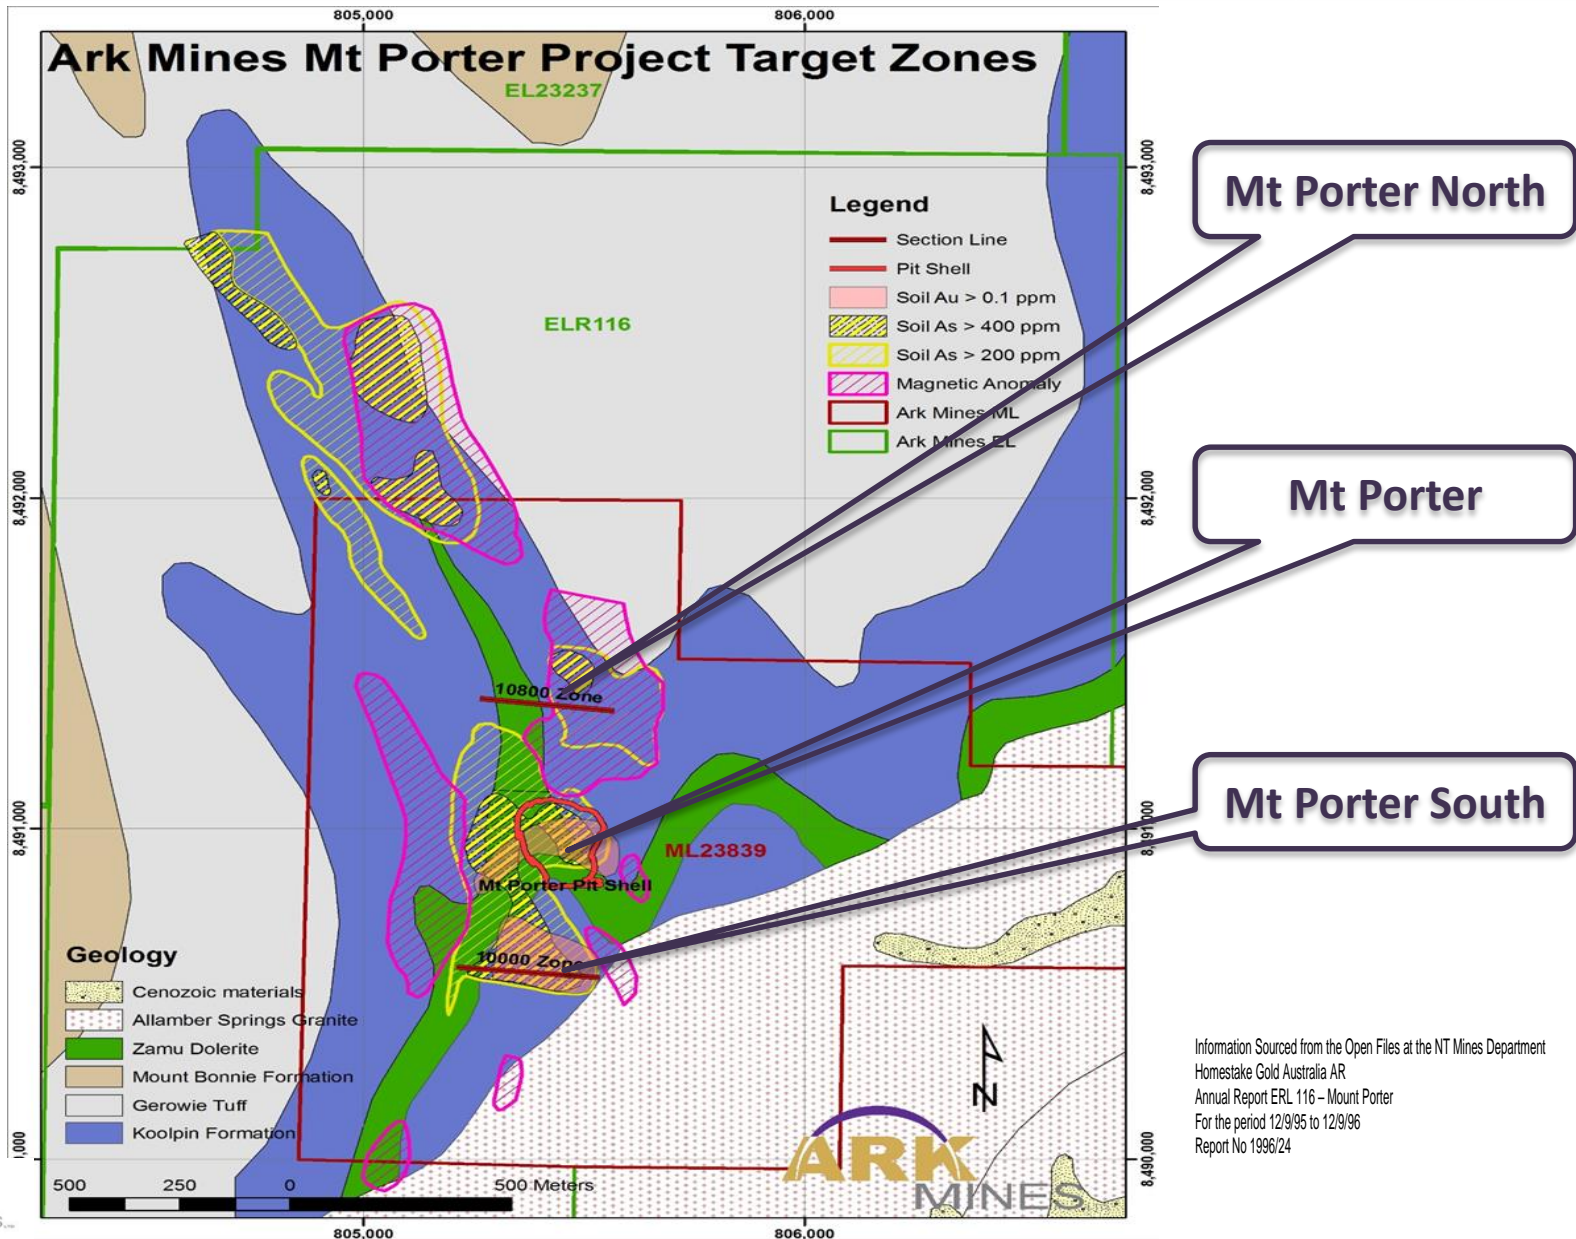 805,000
806,000
Ark Mines Mt Porter Project Target Zones
EL23237
8,493,000
8,493,000
Mt Porter North
Legend
Section Line
Pit Shell
Soil Au > 0.1 ppm
Soil As > 400 ppm
Soil As > 200 ppm
Magnetic Anomaly
Ark Mines ML
Ark Mines EL
ELR116
8,492,000
8,492,000
Mt Porter
10800 Zone
Mt Porter South
8,491,000
8,491,000
ML23839
Mt Porter Pit Shell
10000 Zone
Geology
Cenozoic materials
Allamber Springs Granite
Zamu Dolerite
Mount Bonnie Formation
Gerowie Tuff
Koolpin Formation
N
Information Sourced from the Open Files at the NT Mines Department
Homestake Gold Australia AR
Annual Report ERL 116 – Mount Porter
For the period 12/9/95 to 12/9/96
Report No 1996/24
,000
8,490,000
500 250 0 500 Meters
ARK
MINES
805,000
806,000